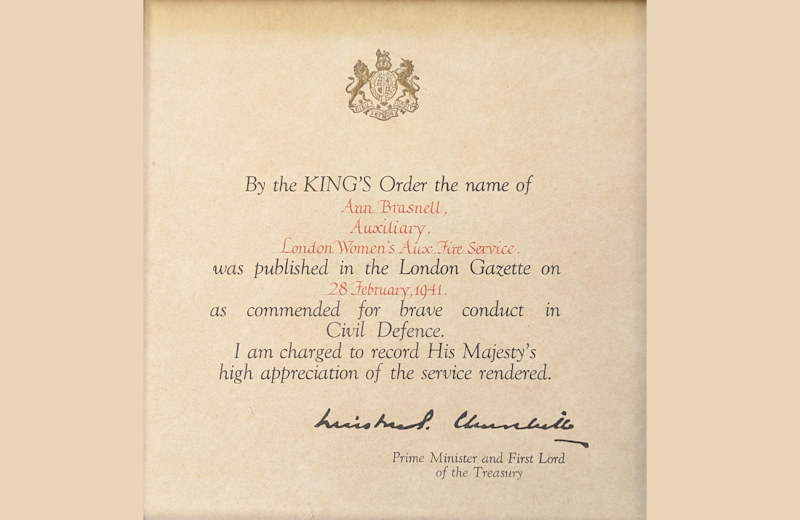 By the KING'S Order the name of
Ann Brasnell,
Auxiliary,
London Women's Aux Fire Service.
was published in the London Gazette on
28 February, 1941.
as commended for brave conduct in
Civil Defence.
I am charged to record His Majesty's
high appreciation of the service rendered.
Winston S. Churchill
Prime Minister and First Lord
of the Treasury